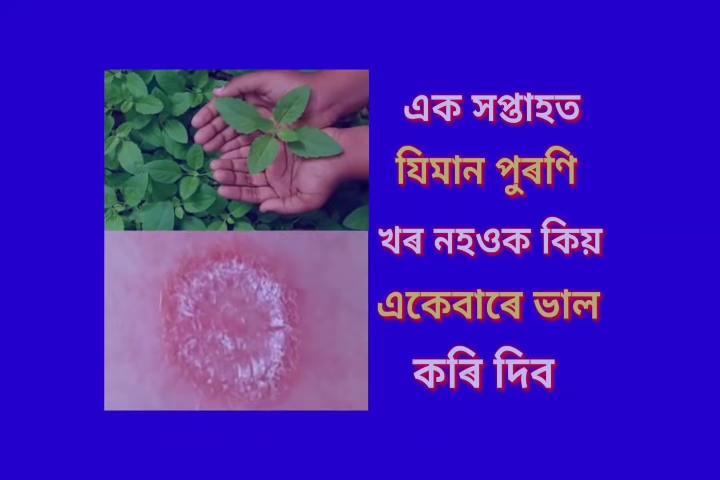 এক সপ্তাহত
যিমান পুৰণি
খৰ নহওক কিয়
একেবাৰে ভাল
কৰি দিব